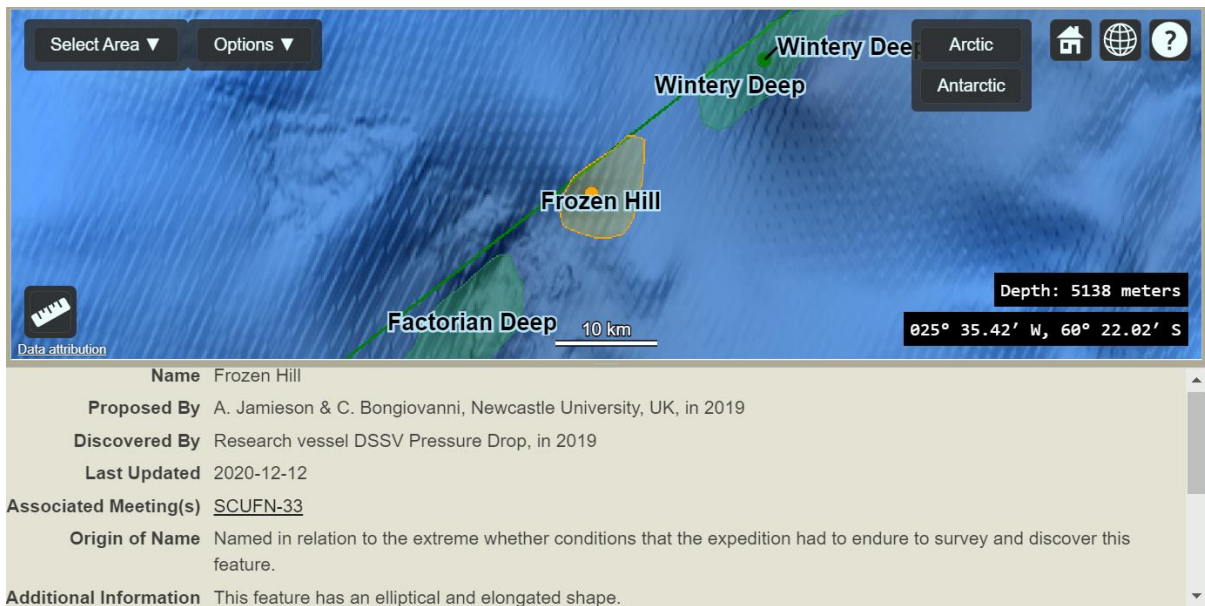 Select Area ▼
Options ▼
Wintery Deep
Arctic
?
Wintery Deep
Antarctic
Frozen Hill
Depth: 5138 meters
Factorian Deep
10 km
025° 35.42′ W, 60° 22.02′ S
Data attribution
Name Frozen Hill
Proposed By A. Jamieson & C. Bongiovanni, Newcastle University, UK, in 2019
Discovered By Research vessel DSSV Pressure Drop, in 2019
Last Updated 2020-12-12
Associated Meeting(s) SCUFN-33
Origin of Name Named in relation to the extreme whether conditions that the expedition had to endure to survey and discover this
feature.
Additional Information This feature has an elliptical and elongated shape.